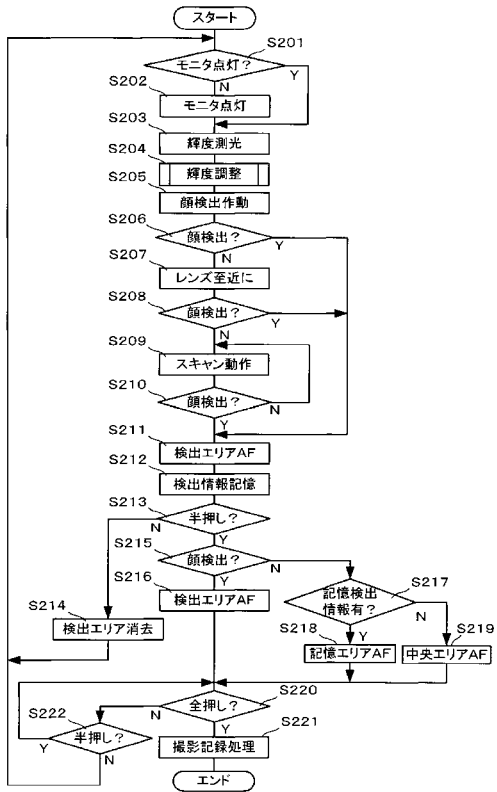 スタート
S201
モニタ点灯？
Y
N
S202
モニタ点灯
S203
輝度測光
S204
輝度調整
S205
顔検出作動
S206
顔検出？
Y
N
S207
レンズ至近に
S208
顔検出？
Y
N
S209
スキャン動作
S210
顔検出？
N
Y
S211
検出エリアAF
S212
検出情報記憶
S213
半押し？
N
Y
S215
顔検出？
N
Y
S216
検出エリアAF
S217
記憶検出
情報有？
N
Y
S214
検出エリア消去
S218
記憶エリアAF
S219
中央エリアAF
S220
全押し？
N
Y
S222
半押し？
Y
N
S221
撮影記録処理
エンド